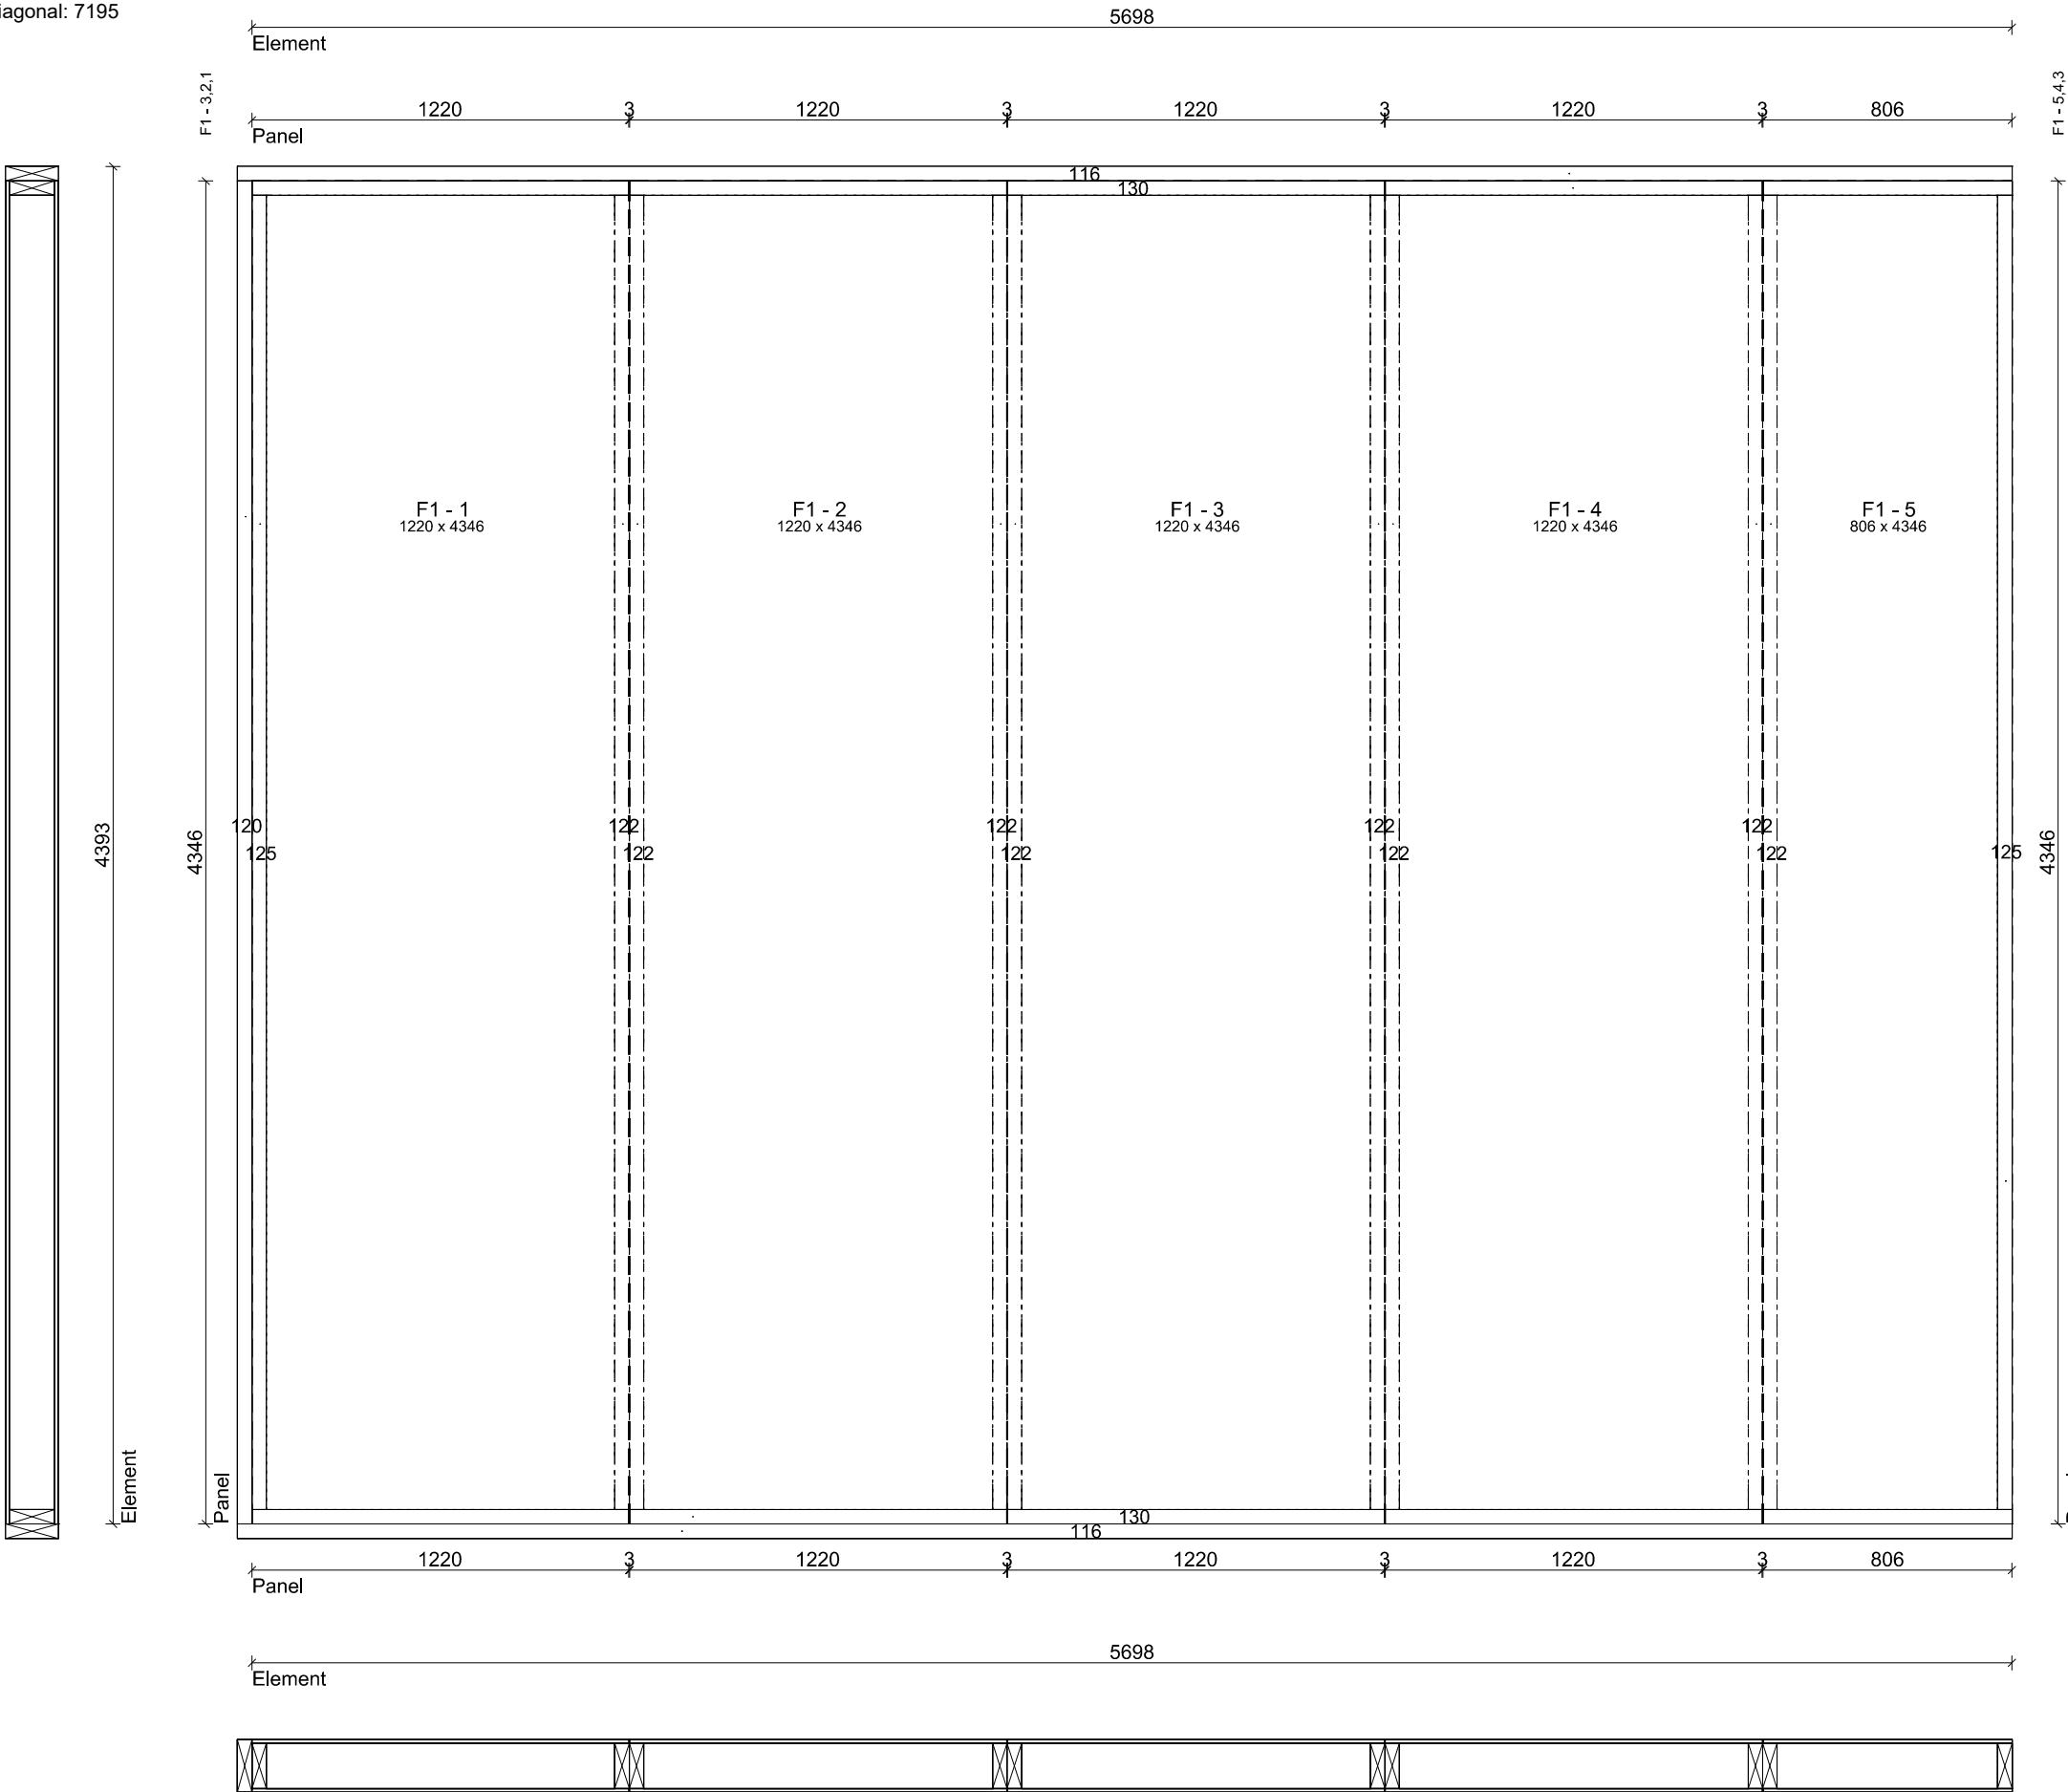 iagonal: 7195
5698
Element
F1 - 3,2,1
F1 - 5,4,3
1220 3 1220 3 1220 3 1220 3 806
Panel
116
130
F1 - 1
1220 x 4346
F1 - 2
1220 x 4346
F1 - 3
1220 x 4346
F1 - 4
1220 x 4346
F1 - 5
806 x 4346
4393
Element
4346
Panel
120
125
122
122
122
122
122
122
122
122
125
4346
130
116
1220 3 1220 3 1220 3 1220 3 806
Panel
5698
Element